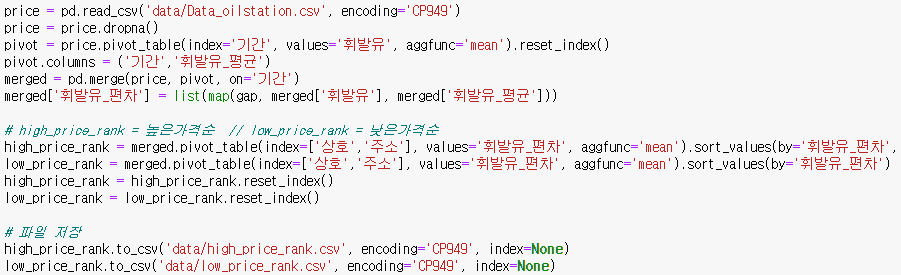 price = pd.read_csv('data/Data_oilstation.csv', encoding='CP949')
price = price.dropna()
pivot = price.pivot_table(index='기간', values='휘발유', aggfunc='mean').reset_index()
pivot.columns = ('기간','휘발유_평균')
merged = pd.merge(price, pivot, on='기간')
merged['휘발유_편차'] = list(map(gap, merged['휘발유'], merged['휘발유_평균']))
# high_price_rank = 높은가격순  // low_price_rank = 낮은가격순
high_price_rank = merged.pivot_table(index=['상호','주소'], values='휘발유_편차', aggfunc='mean').sort_values(by='휘발유_편차',
low_price_rank = merged.pivot_table(index=['상호','주소'], values='휘발유_편차', aggfunc='mean').sort_values(by='휘발유_편차')
high_price_rank = high_price_rank.reset_index()
low_price_rank = low_price_rank.reset_index()
# 파일 저장
high_price_rank.to_csv('data/high_price_rank.csv', encoding='CP949', index=None)
low_price_rank.to_csv('data/low_price_rank.csv', encoding='CP949', index=None)